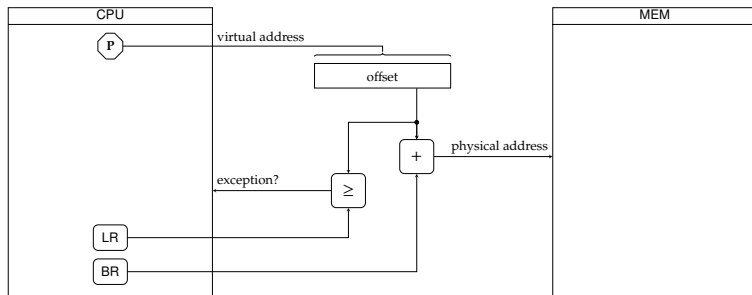 CPU
MEM
P
virtual address
offset
+
physical address
exception?
≥
LR
BR